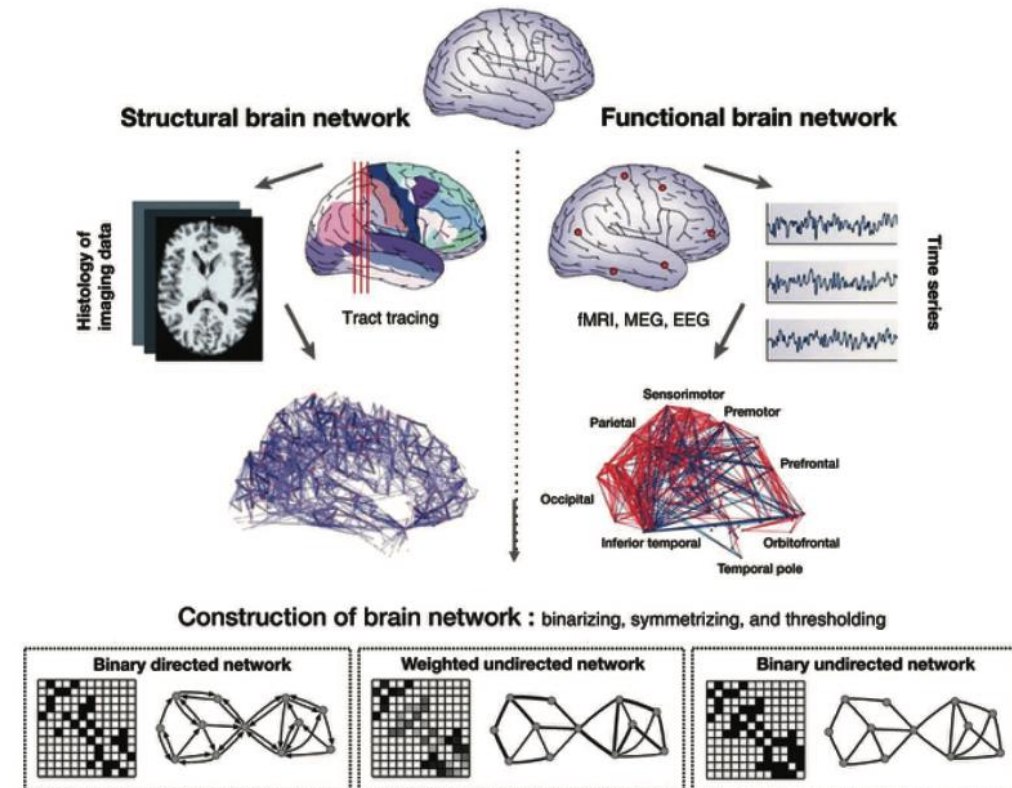 Structural brain network
Functional brain network
Histology of
imaging data
Tract tracing
fMRI, MEG, EEG
Time series
Sensorimotor
Premotor
Parietal
Prefrontal
Occipital
Inferior temporal
Orbitofrontal
Temporal pole
Construction of brain network : binarizing, symmetrizing, and thresholding
Binary directed network
Weighted undirected network
Binary undirected network